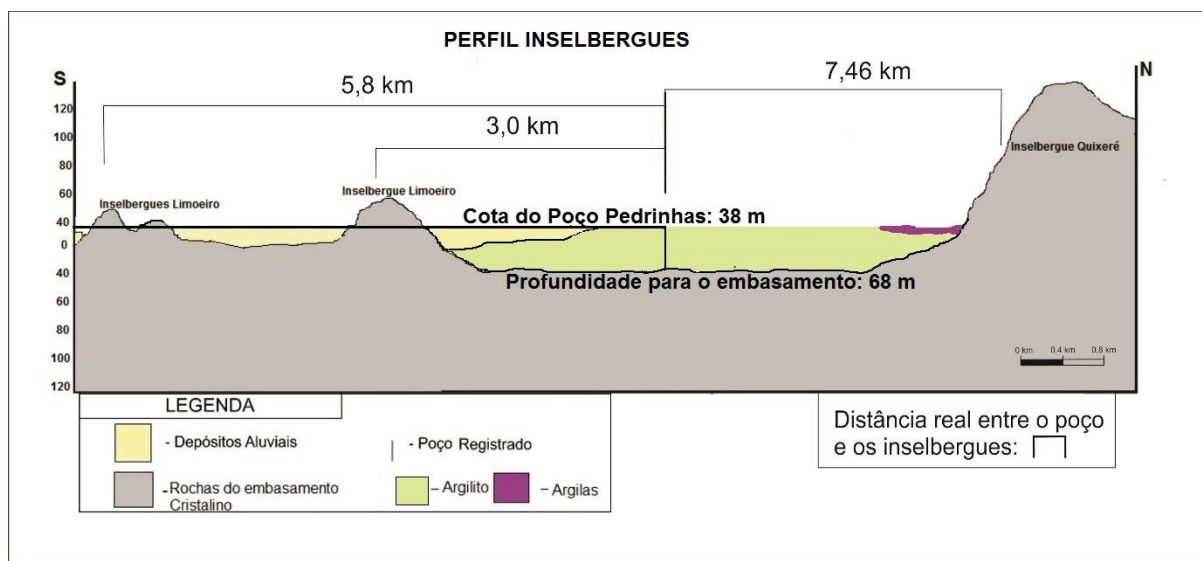 PERFIL INSELBERGUES
S
N
5,8 km
7,46 km
3,0 km
120
100
80
60
40
0
40
60
80
100
120
Inselbergues Limoeiro
Inselbergue Limoeiro
Inselbergue Quixeré
Cota do Poço Pedrinhas: 38 m
Profundidade para o embasamento: 68 m
0 km 0.4 km 0.8 km
LEGENDA
- Depósitos Aluviais
- Poço Registrado
- Rochas do embasamento
Cristalino
- Argilito
- Argilas
Distância real entre o poço
e os inselbergues: